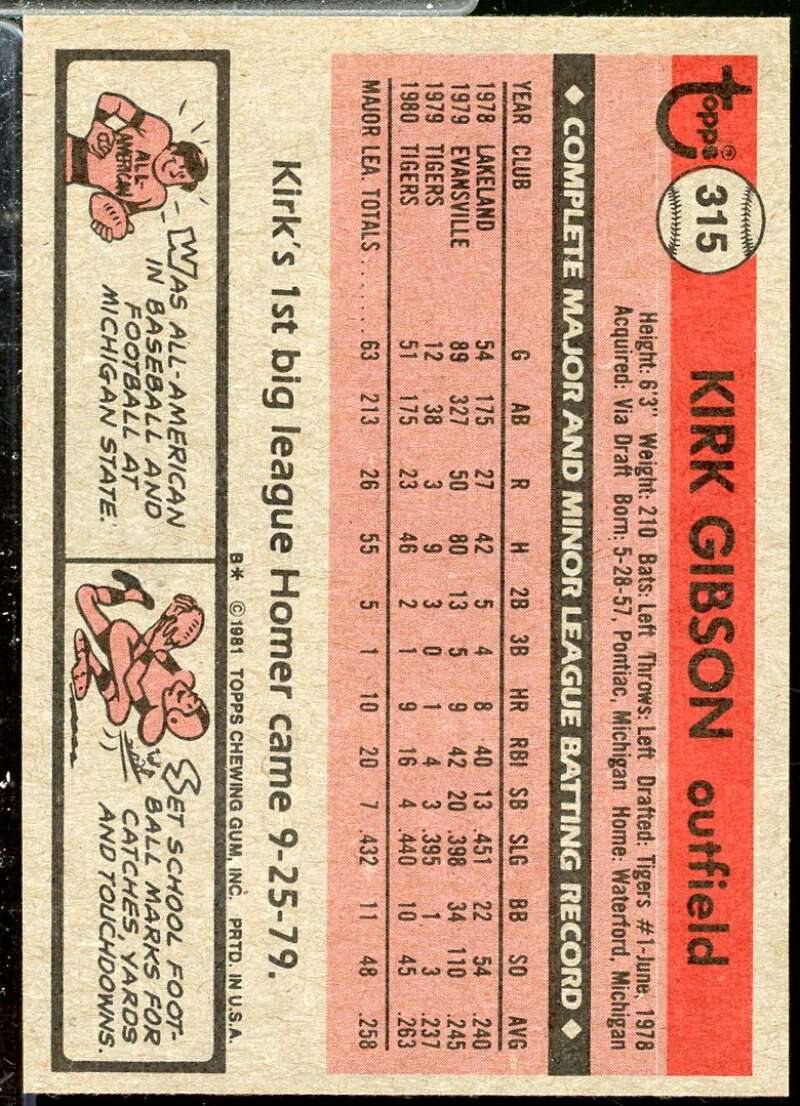 topps®
315
KIRK GIBSON outfield
Height: 6'3" Weight: 210 Bats: Left Throws: Left Drafted: Tigers #1-June, 1978
Acquired: Via Draft Born: 5-28-57, Pontiac, Michigan Home: Waterford, Michigan
◆ COMPLETE MAJOR AND MINOR LEAGUE BATTING RECORD ◆
YEAR CLUB G AB R H 2B 3B HR RBI SB SLG BB SO AVG
1978 LAKELAND 54 175 27 42 5 4 8 40 13 .451 22 54 .240
1979 EVANSVILLE 89 327 50 80 13 5 9 42 20 .398 34 110 .245
1979 TIGERS 12 38 3 9 3 0 1 4 3 .395 1 3 .237
1980 TIGERS 51 175 23 46 2 1 9 16 4 .440 10 45 .263
MAJOR LEA. TOTALS ....... 63 213 26 55 5 1 10 20 7 .432 11 48 .258
Kirk's 1st big league Homer came 9-25-79.
B* ©1981 TOPPS CHEWING GUM, INC. PRTD. IN U.S.A.
ALL-
AMERICAN
WAS ALL-AMERICAN
IN BASEBALL AND
FOOTBALL AT
MICHIGAN STATE.
SET SCHOOL FOOT-
BALL MARKS FOR
CATCHES, YARDS
AND TOUCHDOWNS.